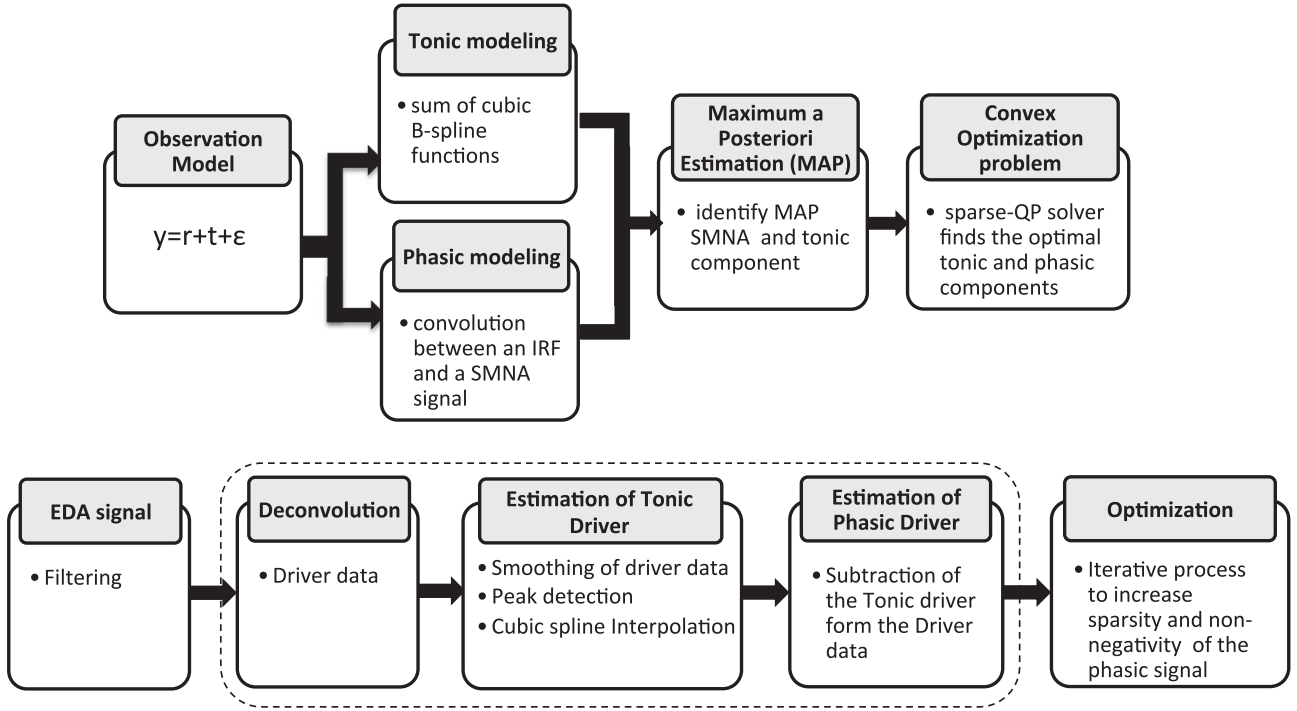 Observation
Model
y=r+t+ε
Tonic modeling
• sum of cubic
B-spline
functions
Phasic modeling
• convolution
between an IRF
and a SMNA
signal
Maximum a
Posteriori
Estimation (MAP)
• identify MAP
SMNA and tonic
component
Convex
Optimization
problem
• sparse-QP solver
finds the optimal
tonic and phasic
components
EDA signal
• Filtering
Deconvolution
• Driver data
Estimation of Tonic
Driver
• Smoothing of driver data
• Peak detection
• Cubic spline Interpolation
Estimation of
Phasic Driver
• Subtraction of
the Tonic driver
form the Driver
data
Optimization
• Iterative process
to increase
sparsity and non-
negativity of the
phasic signal